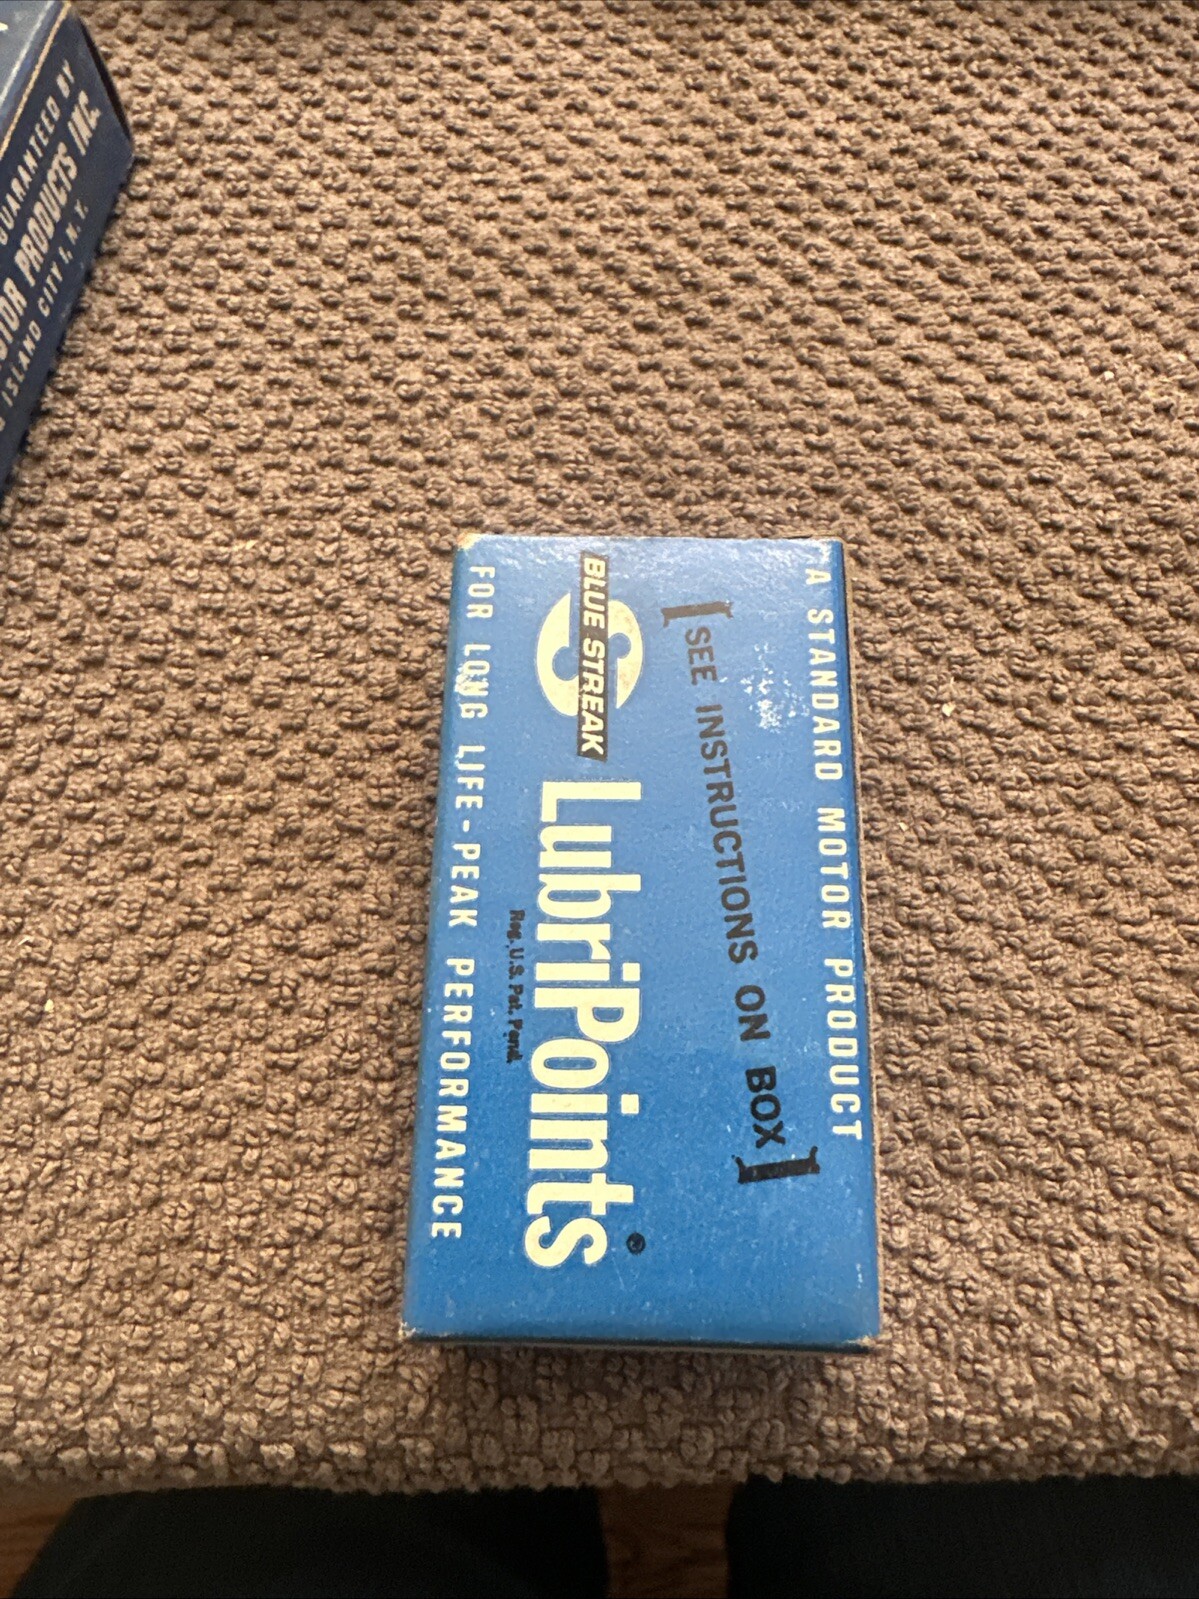 A STANDARD MOTOR PRODUCT
[SEE INSTRUCTIONS ON BOX]
S
BLUE STREAK
LubriPoints®
Reg. U.S. Pat. Pend.
FOR LONG LIFE-PEAK PERFORMANCE
GUARANTEED BY
PRODUCTS INC.
ISLAND CITY 1, N.Y.